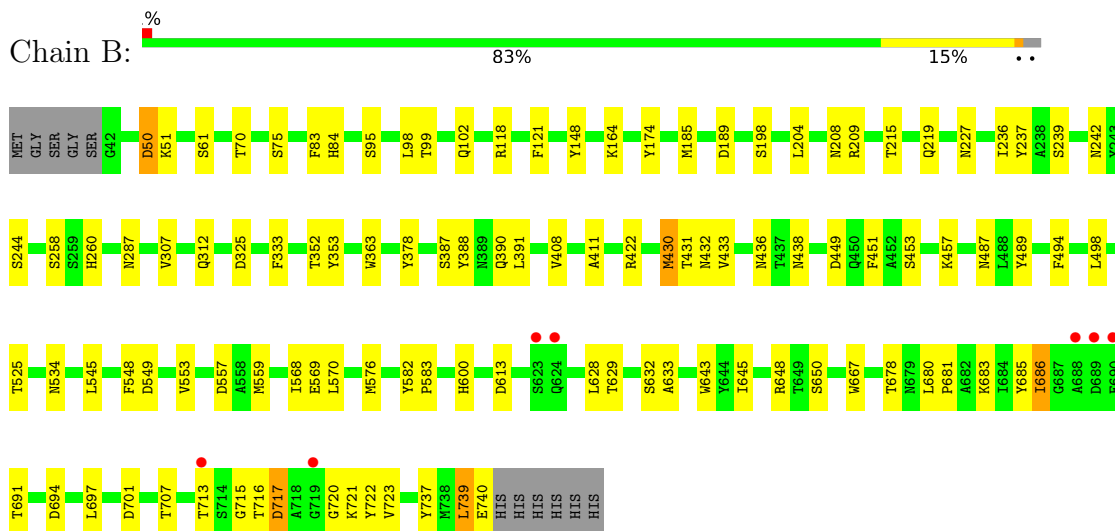 .%
Chain B:
83% 15% • •
MET GLY SER GLY SER G42 D50 K51 S61 T70 S75 F83 H84 S95 L98 T99 Q102 R118 F121 Y148 K164 Y174 M185 D189 S198 L204 N208 R209 T215 Q219 N227 I236 Y237 A238 S239 N242 Y243
S244 S258 S259 H260 N287 V307 Q312 D325 F333 T352 Y353 W363 Y378 S387 Y388 N389 Q390 L391 V408 A411 R422 M430 T431 N432 V433 N436 T437 N438 D449 Q450 F451 A452 S453 K457 N487 L488 Y489 F494 L498
T525 N534 L545 F548 D549 V553 D557 A558 M559 I568 E569 L570 M576 Y582 P583 H600 D613 S623 Q624 L628 T629 S632 A633 W643 Y644 I645 R648 T649 S650 W667 T678 N679 L680 P681 A682 K683 I684 Y685 I686 G687 A688 D689
T691 D694 L697 D701 T707 T713 S714 G715 T716 D717 A718 G719 G720 K721 Y722 V723 Y737 M738 L739 E740 HIS HIS HIS HIS HIS HIS